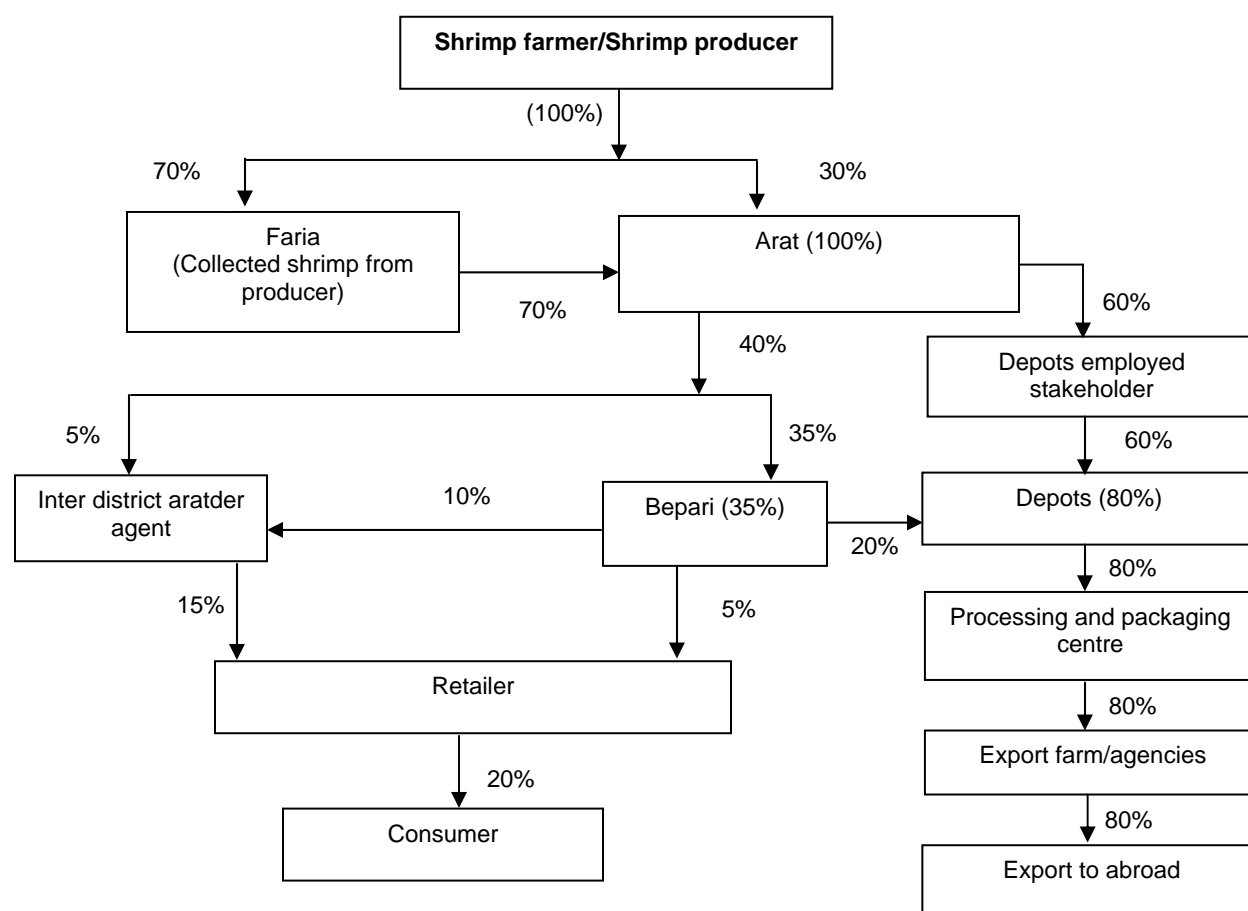 Shrimp farmer/Shrimp producer
(100%)
70%
30%
Faria
(Collected shrimp from
producer)
Arat (100%)
70%
60%
40%
Depots employed
stakeholder
5%
35%
60%
Inter district aratder
agent
10%
Bepari (35%)
20%
Depots (80%)
15%
5%
80%
Processing and packaging
centre
Retailer
80%
20%
Export farm/agencies
Consumer
80%
Export to abroad